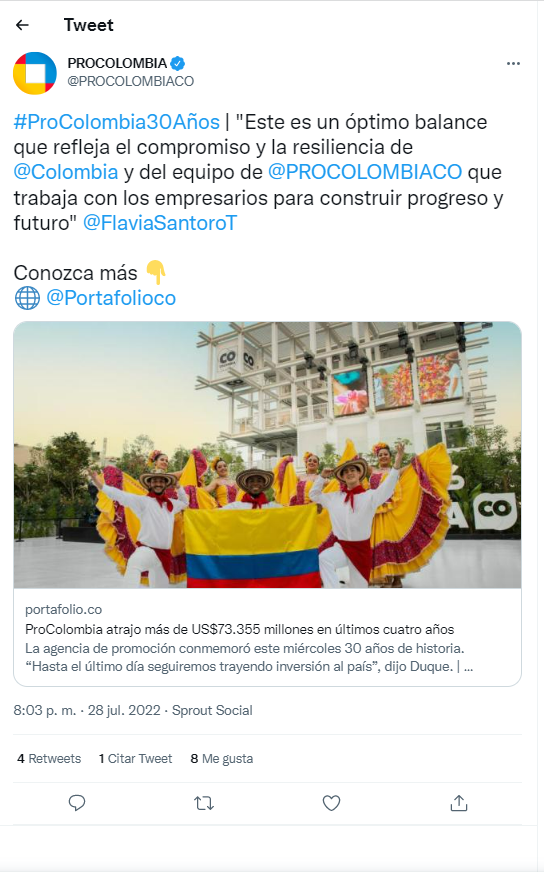 Tweet
PROCOLOMBIA
@PROCOLOMBIACO
#ProColombia30Años | "Este es un óptimo balance
que refleja el compromiso y la resiliencia de
@Colombia y del equipo de @PROCOLOMBIACO que
trabaja con los empresarios para construir progreso y
futuro" @FlaviaSantoroT
Conozca más 👇
🌐 @Portafolioco
CO CO
CO
portafolio.co
ProColombia atrajo más de US$73.355 millones en últimos cuatro años
La agencia de promoción conmemoró este miércoles 30 años de historia.
“Hasta el último día seguiremos trayendo inversión al país”, dijo Duque. | ...
8:03 p. m. · 28 jul. 2022 · Sprout Social
4 Retweets 1 Citar Tweet 8 Me gusta